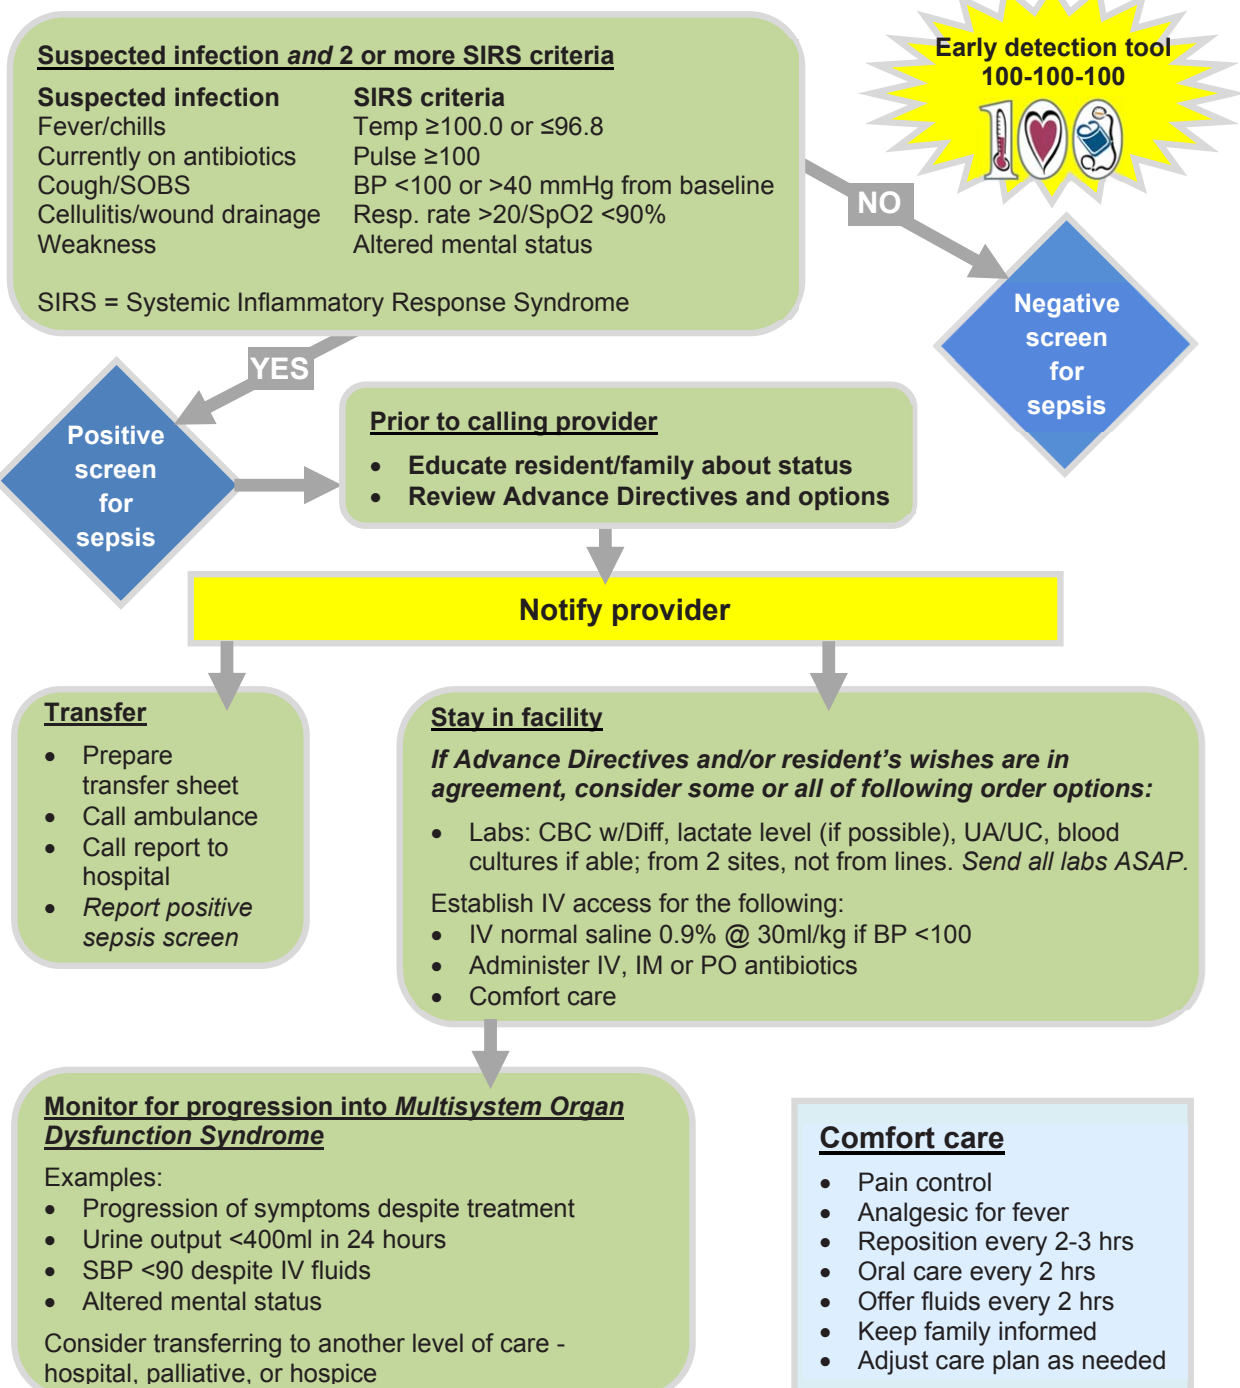 Suspected infection and 2 or more SIRS criteria
Suspected infection SIRS criteria
Fever/chills Temp ≥100.0 or ≤96.8
Currently on antibiotics Pulse ≥100
Cough/SOBS BP <100 or >40 mmHg from baseline
Cellulitis/wound drainage Resp. rate >20/SpO2 <90%
Weakness Altered mental status
SIRS = Systemic Inflammatory Response Syndrome
Early detection tool
100-100-100
100
NO
Negative
screen
for
sepsis
YES
Positive
screen
for
sepsis
Prior to calling provider
• Educate resident/family about status
• Review Advance Directives and options
Notify provider
Transfer
• Prepare
transfer sheet
• Call ambulance
• Call report to
hospital
• Report positive
sepsis screen
Stay in facility
If Advance Directives and/or resident’s wishes are in
agreement, consider some or all of following order options:
• Labs: CBC w/Diff, lactate level (if possible), UA/UC, blood
cultures if able; from 2 sites, not from lines. Send all labs ASAP.
Establish IV access for the following:
• IV normal saline 0.9% @ 30ml/kg if BP <100
• Administer IV, IM or PO antibiotics
• Comfort care
Monitor for progression into Multisystem Organ
Dysfunction Syndrome
Examples:
• Progression of symptoms despite treatment
• Urine output <400ml in 24 hours
• SBP <90 despite IV fluids
• Altered mental status
Consider transferring to another level of care -
hospital, palliative, or hospice
Comfort care
• Pain control
• Analgesic for fever
• Reposition every 2-3 hrs
• Oral care every 2 hrs
• Offer fluids every 2 hrs
• Keep family informed
• Adjust care plan as needed